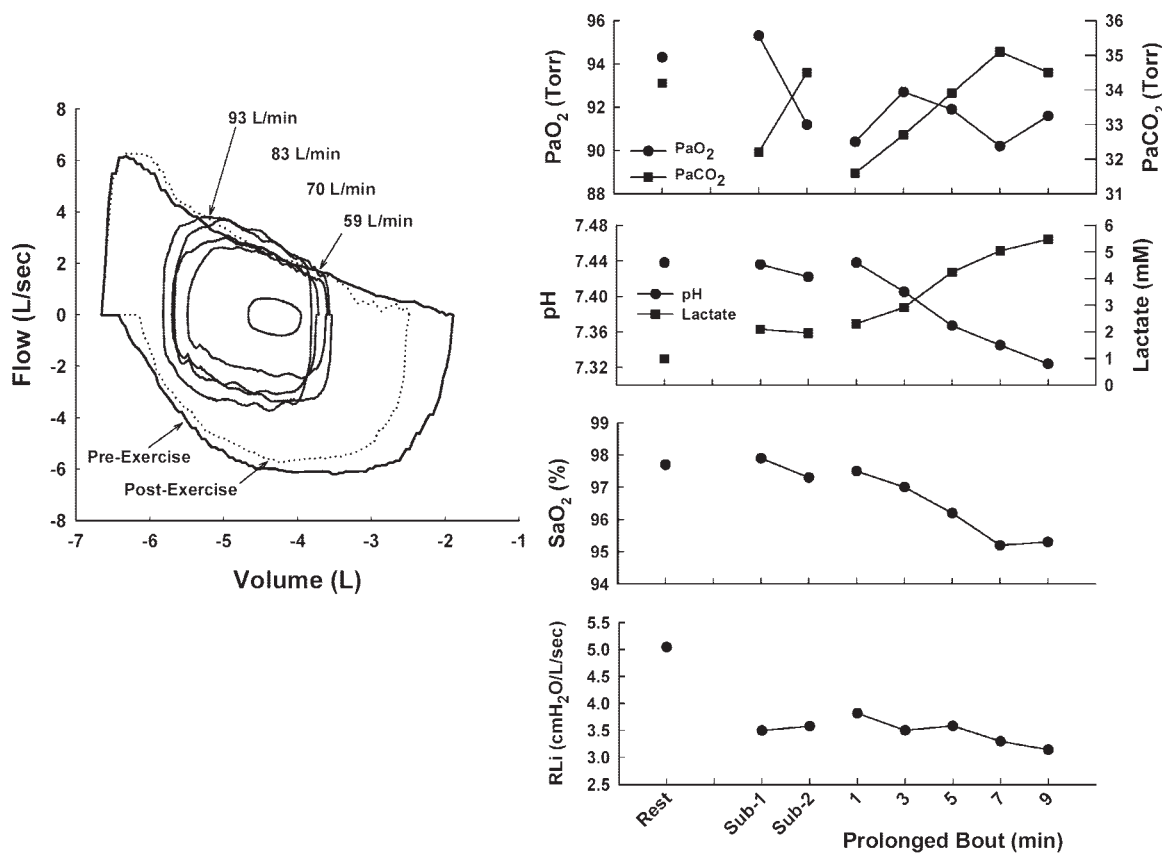 8
6
4
2
0
-2
-4
-6
-8
Flow (L/sec)
93 L/min
83 L/min
70 L/min
59 L/min
Pre-Exercise
Post-Exercise
-7 -6 -5 -4 -3 -2 -1
Volume (L)
96
94
92
90
88
PaO2 (Torr)
PaO2
PaCO2
36
35
34
33
32
31
PaCO2 (Torr)
7.48
7.44
7.40
7.36
7.32
pH
pH
Lactate
6
5
4
3
2
1
0
Lactate (mM)
99
98
97
96
95
94
SaO2 (%)
5.5
5.0
4.5
4.0
3.5
3.0
2.5
RLi (cmH2O/L/sec)
Rest Sub-1 Sub-2 1 3 5 7 9
Prolonged Bout (min)